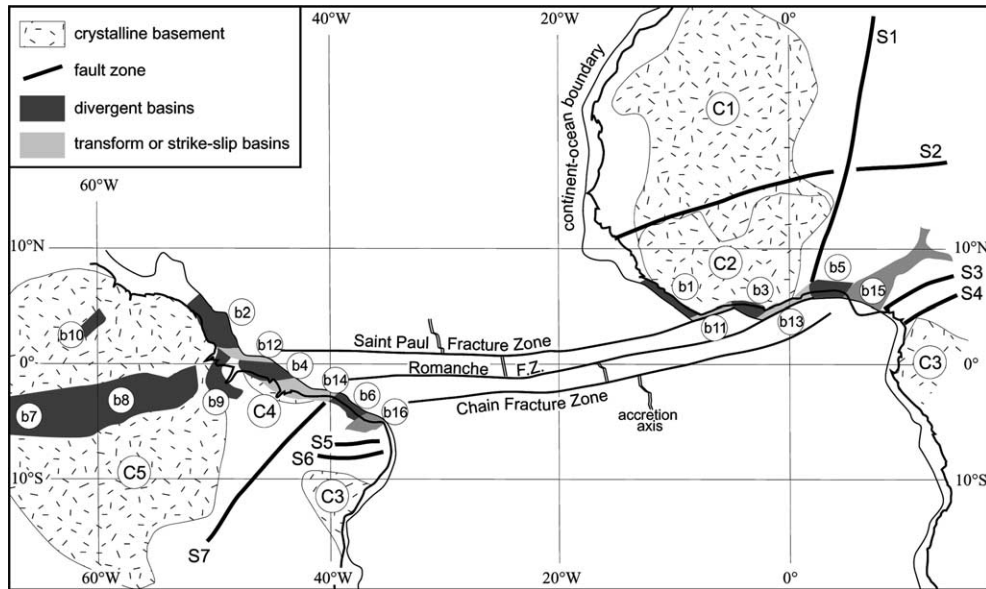 crystalline basement
fault zone
divergent basins
transform or strike-slip basins
40°W
20°W
0°
60°W
continent-ocean boundary
S1
C1
S2
10°N
10°N
C2
b5
S3
b15
S4
b1
b3
b2
b10
b11
b13
b12
Saint Paul Fracture Zone
0°
b4
Romanche F.Z.
0°
C3
b14
b8
b6
b7
b9
C4
b16
Chain Fracture Zone
accretion
axis
S5
S6
C5
10°S
10°S
C3
S7
60°W
40°W
20°W
0°